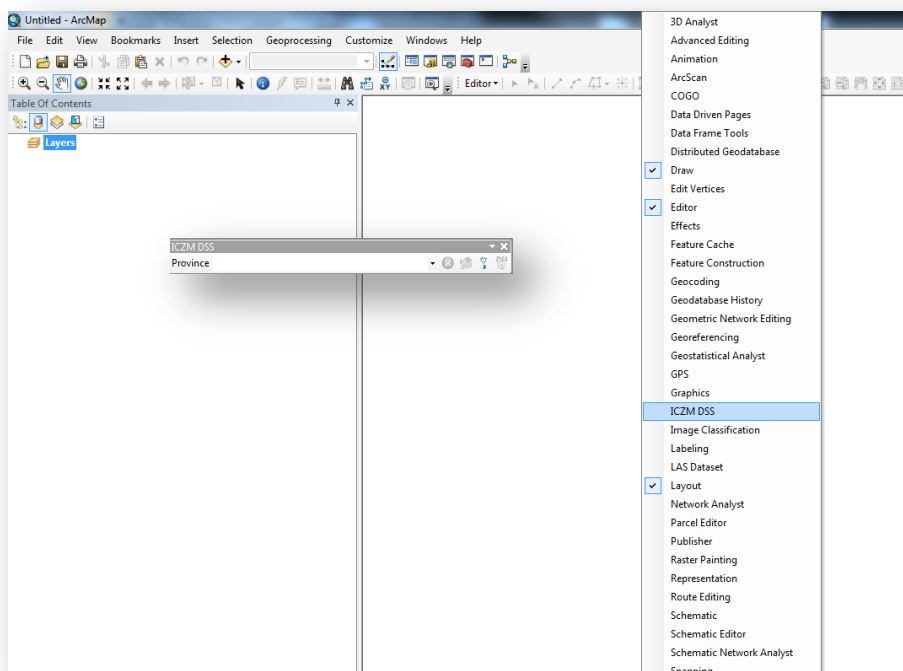 Untitled - ArcMap
File Edit View Bookmarks Insert Selection Geoprocessing Customize Windows Help
Editor
Table Of Contents
Layers
ICZM DSS
Province
3D Analyst
Advanced Editing
Animation
ArcScan
COGO
Data Driven Pages
Data Frame Tools
Distributed Geodatabase
Draw
Edit Vertices
Editor
Effects
Feature Cache
Feature Construction
Geocoding
Geodatabase History
Geometric Network Editing
Georeferencing
Geostatistical Analyst
GPS
Graphics
ICZM DSS
Image Classification
Labeling
LAS Dataset
Layout
Network Analyst
Parcel Editor
Publisher
Raster Painting
Representation
Route Editing
Schematic
Schematic Editor
Schematic Network Analyst